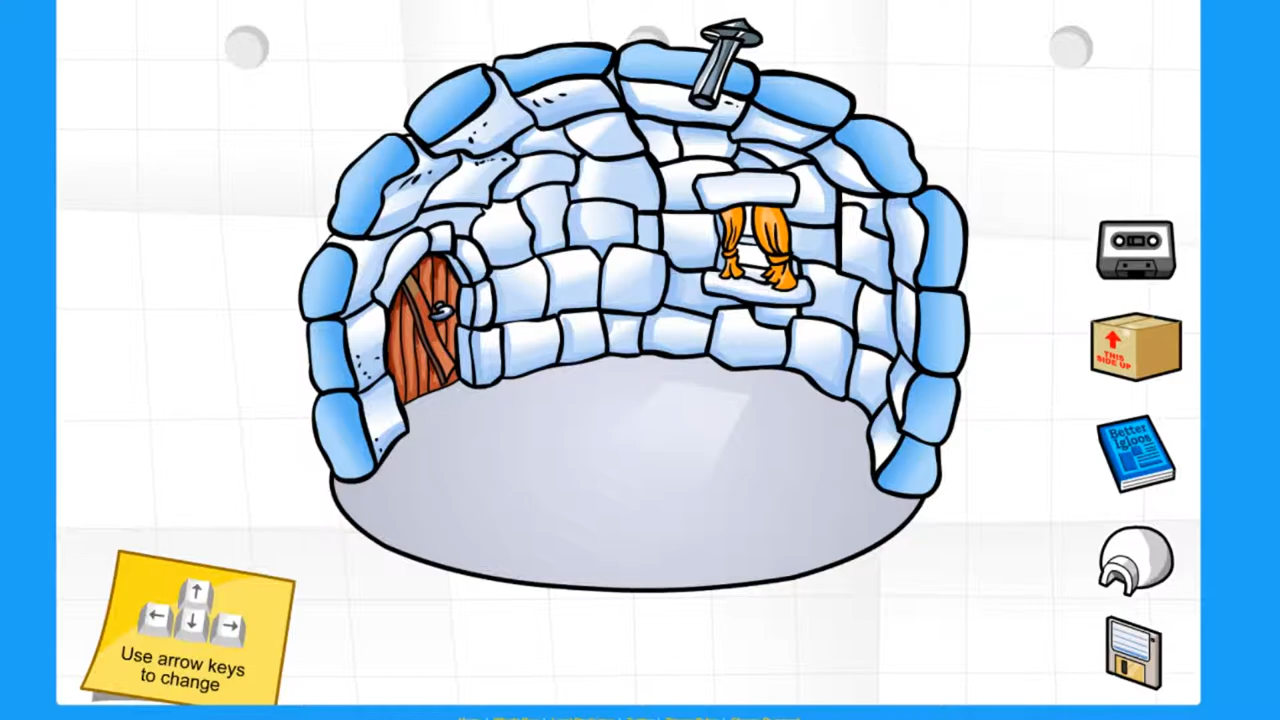 THIS
SIDE UP
Better
Igloos
Use arrow keys
to change